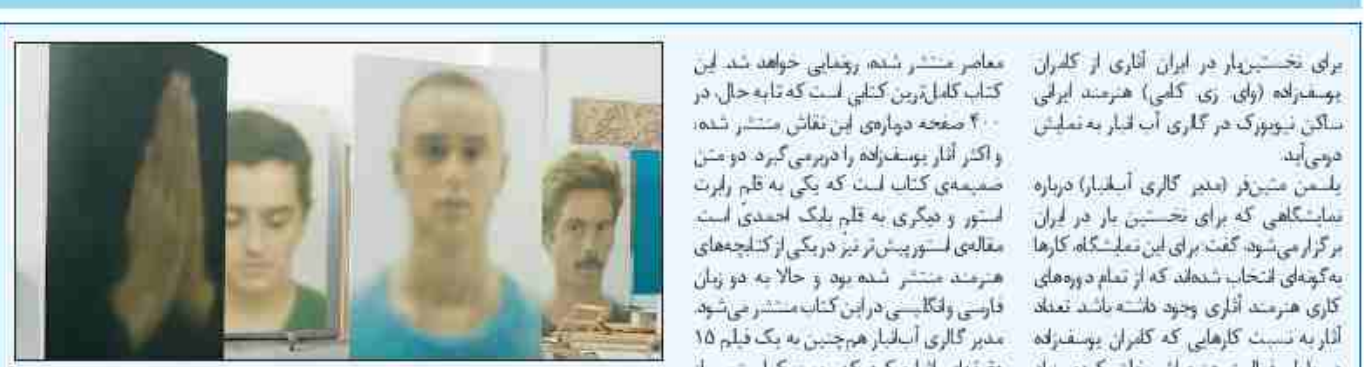 برای نخستین‌بار در ایران آثاری از کامران
یوسف‌زاده (وای. زی. کامی) هنرمند ایرانی
ساکن نیویورک در گالری آب انبار به نمایش
درمی‌آید.
یاسمن متین‌فر (مدیر گالری آب‌انبار) درباره
نمایشگاهی که برای نخستین بار در ایران
برگزار می‌شود، گفت: برای این نمایشگاه، کارها
به‌گونه‌ای انتخاب شده‌اند که از تمام دوره‌های
کاری هنرمند آثاری وجود داشته باشد. تعداد
آثار به نسبت کارهایی که کامران یوسف‌زاده
معاصر منتشر شده، رونمایی خواهد شد. این
کتاب کامل‌ترین کتابی است که تا به حال، در
۴۰۰ صفحه درباره‌ی این نقاش منتشر شده،
و اکثر آثار یوسف‌زاده را دربرمی‌گیرد. دو متن
ضمیمه‌ی کتاب است که یکی به قلم رابرت
استور و دیگری به قلم بابک احمدی است.
مقاله‌ی استور پیش‌تر نیز در یکی از کتابچه‌های
هنرمند منتشر شده بود و حالا به دو زبان
فارسی وانگلیسی در این کتاب منتشر می‌شود.
مدیر گالری آب‌انبار هم‌چنین به یک فیلم ۱۵